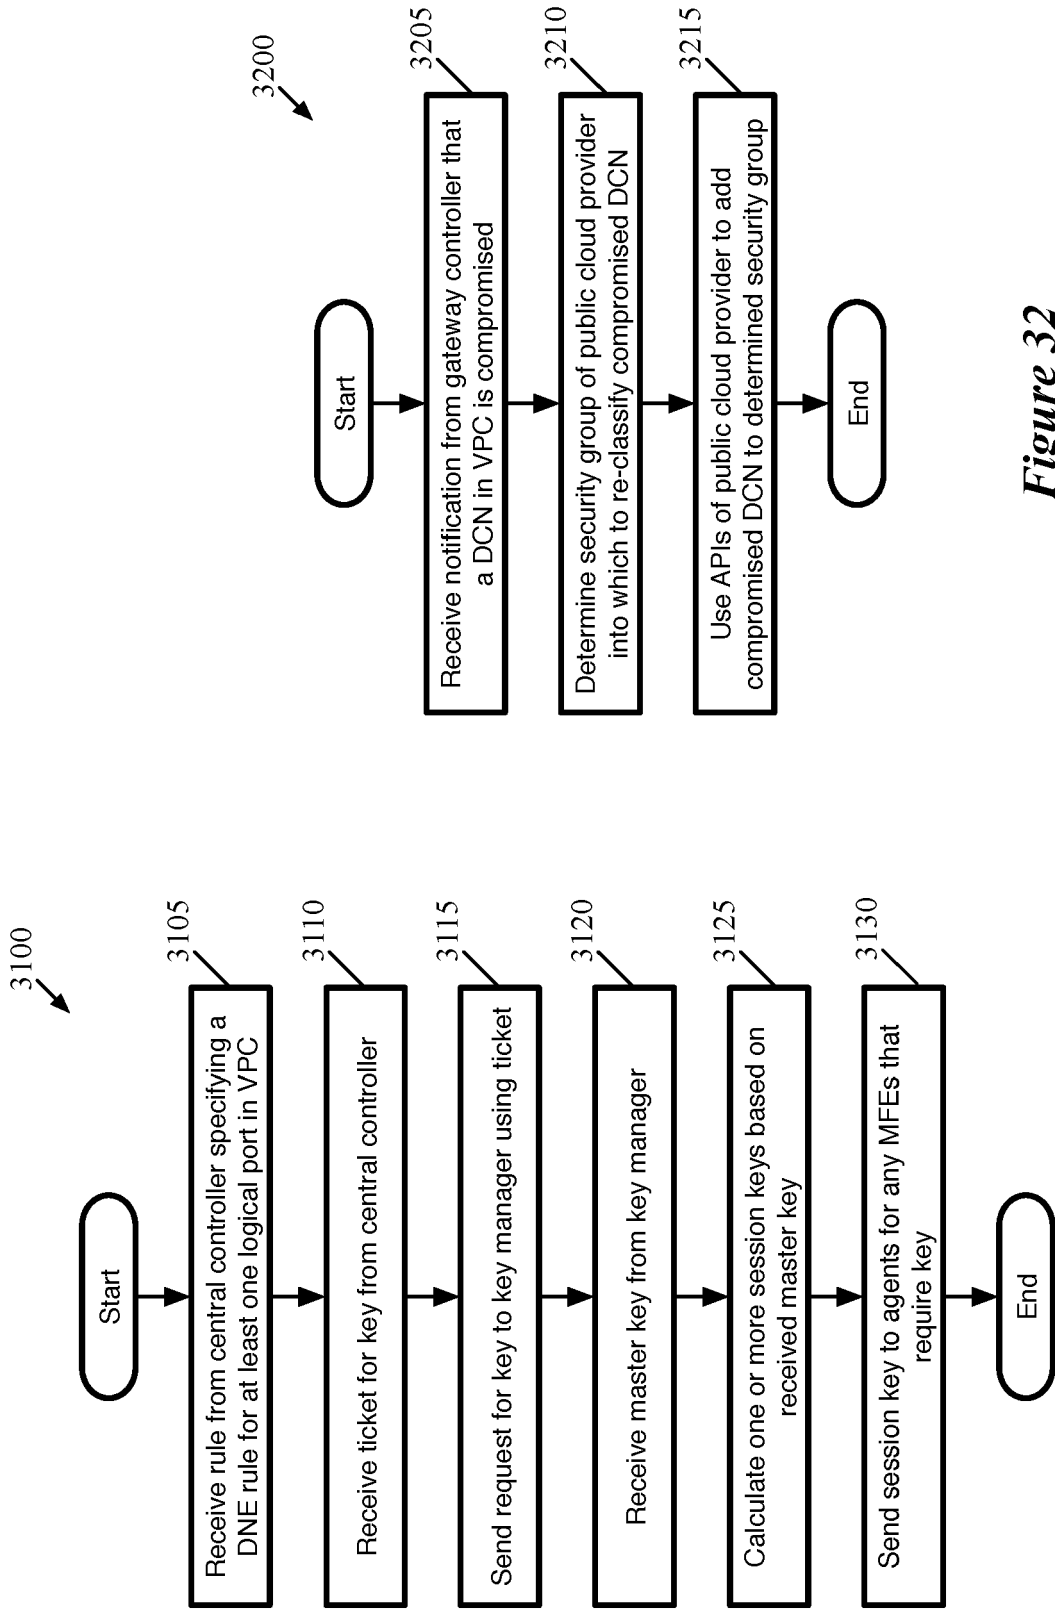 3100
Start
Receive rule from central controller specifying a
DNE rule for at least one logical port in VPC
3105
Receive ticket for key from central controller
3110
Send request for key to key manager using ticket
3115
Receive master key from key manager
3120
Calculate one or more session keys based on
received master key
3125
Send session key to agents for any MFEs that
require key
3130
End
3200
Start
Receive notification from gateway controller that
a DCN in VPC is compromised
3205
Determine security group of public cloud provider
into which to re-classify compromised DCN
3210
Use APIs of public cloud provider to add
compromised DCN to determined security group
3215
End
Figure 32